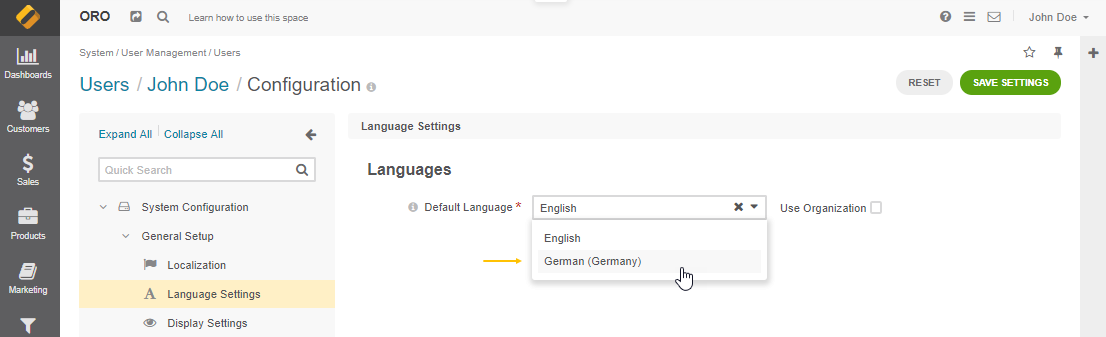 ORO
Learn how to use this space
John Doe
Dashboards
Customers
Sales
Products
Marketing
System / User Management / Users
Users / John Doe / Configuration
RESET
SAVE SETTINGS
Expand All
Collapse All
Quick Search
System Configuration
General Setup
Localization
Language Settings
Display Settings
Language Settings
Languages
Default Language *
English
Use Organization
English
German (Germany)